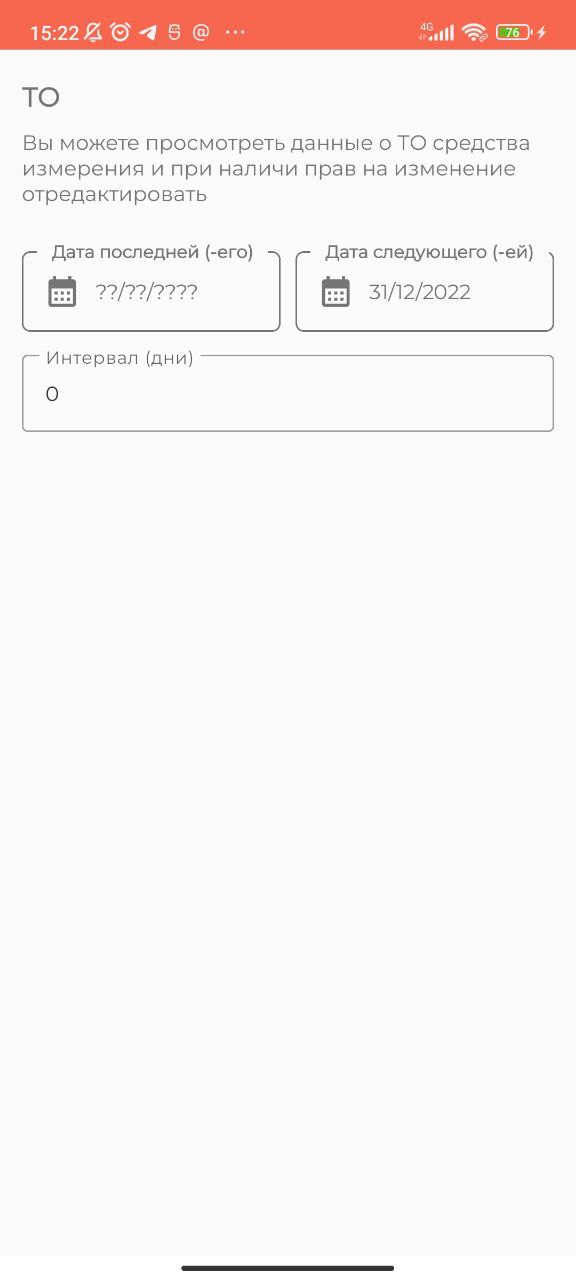 15:22 @ ... 4G 76
ТО
Вы можете просмотреть данные о ТО средства
измерения и при наличи прав на изменение
отредактировать
Дата последней (-его) Дата следующего (-ей)
??/??/???? 31/12/2022
Интервал (дни)
0